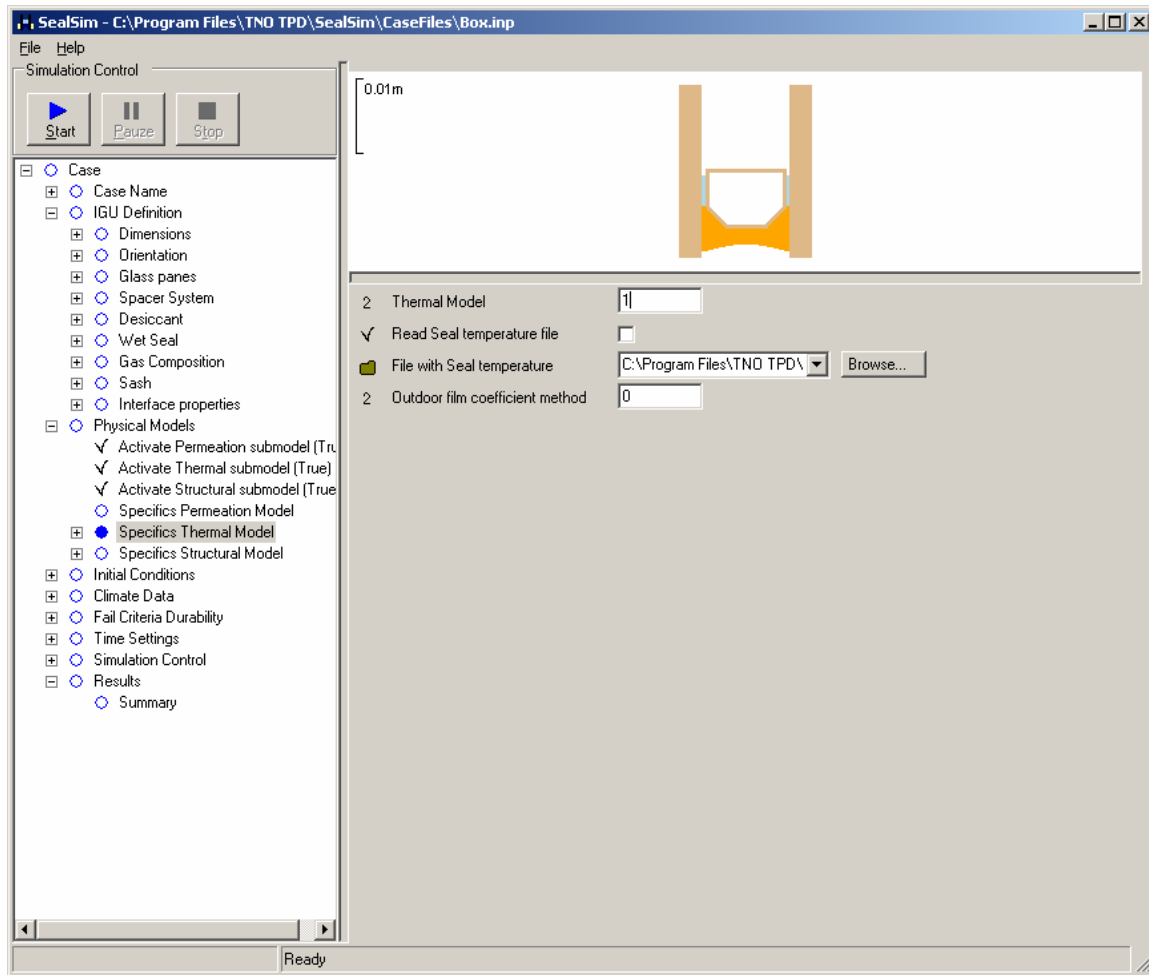 SealSim - C:\Program Files\TNO TPD\SealSim\CaseFiles\Box.inp
File Help
Simulation Control
Start Pauze Stop
0.01m
Case
Case Name
IGU Definition
Dimensions
Orientation
Glass panes
Spacer System
Desiccant
Wet Seal
Gas Composition
Sash
Interface properties
Physical Models
Activate Permeation submodel (Tru
Activate Thermal submodel (True)
Activate Structural submodel (True
Specifics Permeation Model
Specifics Thermal Model
Specifics Structural Model
Initial Conditions
Climate Data
Fail Criteria Durability
Time Settings
Simulation Control
Results
Summary
2 Thermal Model 1
Read Seal temperature file
File with Seal temperature C:\Program Files\TNO TPD\ Browse...
2 Outdoor film coefficient method 0
Ready